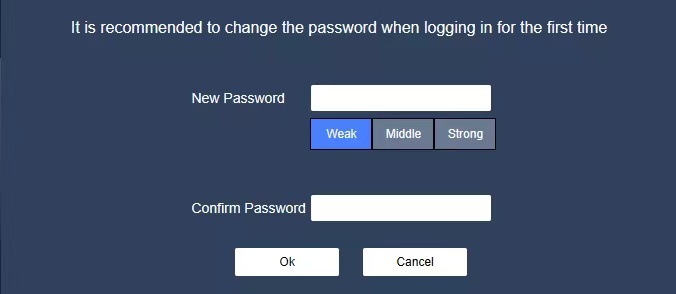 It is recommended to change the password when logging in for the first time
New Password
Weak Middle Strong
Confirm Password
Ok Cancel